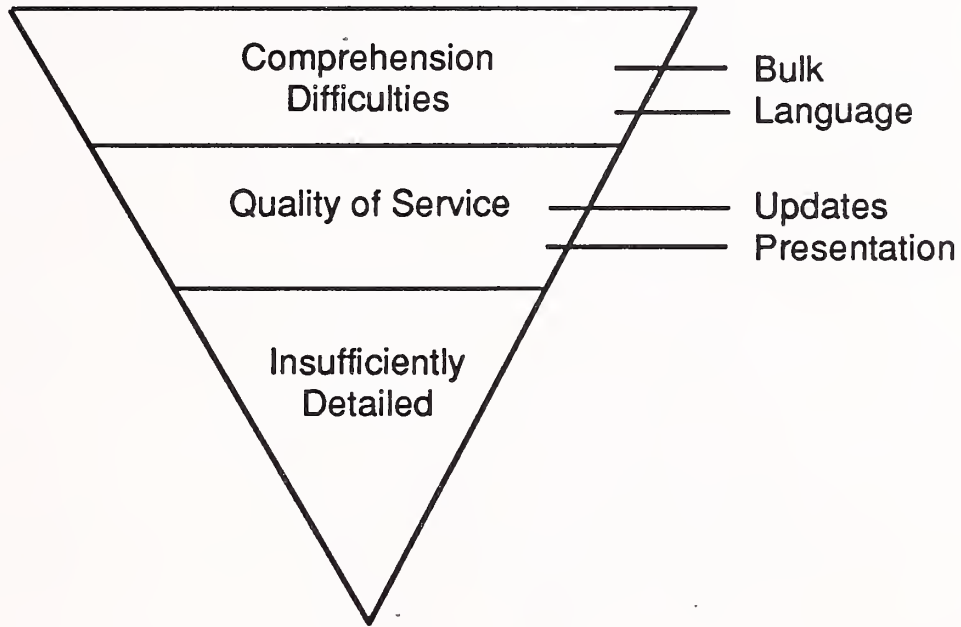 Comprehension
Difficulties
Bulk
Language
Quality of Service
Updates
Presentation
Insufficiently
Detailed